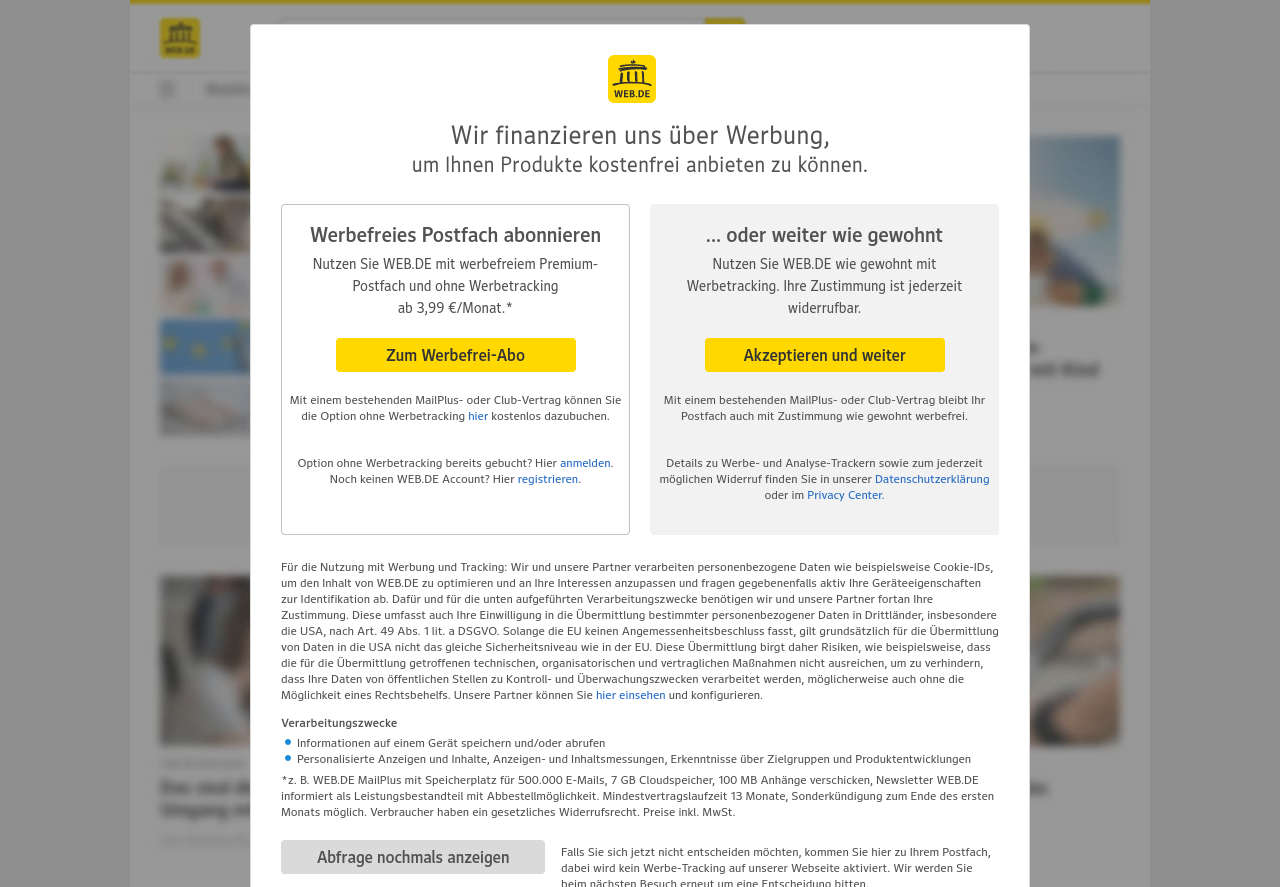 WEB.DE
WEB.DE
Wir finanzieren uns über Werbung,
um Ihnen Produkte kostenfrei anbieten zu können.
Werbefreies Postfach abonnieren
Nutzen Sie WEB.DE mit werbefreiem Premium-
Postfach und ohne Werbetracking
ab 3,99 €/Monat.*
Zum Werbefrei-Abo
Mit einem bestehenden MailPlus- oder Club-Vertrag können Sie
die Option ohne Werbetracking hier kostenlos dazubuchen.
Option ohne Werbetracking bereits gebucht? Hier anmelden.
Noch keinen WEB.DE Account? Hier registrieren.
... oder weiter wie gewohnt
Nutzen Sie WEB.DE wie gewohnt mit
Werbetracking. Ihre Zustimmung ist jederzeit
widerrufbar.
Akzeptieren und weiter
Mit einem bestehenden MailPlus- oder Club-Vertrag bleibt Ihr
Postfach auch mit Zustimmung wie gewohnt werbefrei.
Details zu Werbe- und Analyse-Trackern sowie zum jederzeit
möglichen Widerruf finden Sie in unserer Datenschutzerklärung
oder im Privacy Center.
Für die Nutzung mit Werbung und Tracking: Wir und unsere Partner verarbeiten personenbezogene Daten wie beispielsweise Cookie-IDs,
um den Inhalt von WEB.DE zu optimieren und an Ihre Interessen anzupassen und fragen gegebenenfalls aktiv Ihre Geräteeigenschaften
zur Identifikation ab. Dafür und für die unten aufgeführten Verarbeitungszwecke benötigen wir und unsere Partner fortan Ihre
Zustimmung. Diese umfasst auch Ihre Einwilligung in die Übermittlung bestimmter personenbezogener Daten in Drittländer, insbesondere
die USA, nach Art. 49 Abs. 1 lit. a DSGVO. Solange die EU keinen Angemessenheitsbeschluss fasst, gilt grundsätzlich für die Übermittlung
von Daten in die USA nicht das gleiche Sicherheitsniveau wie in der EU. Diese Übermittlung birgt daher Risiken, wie beispielsweise, dass
die für die Übermittlung getroffenen technischen, organisatorischen und vertraglichen Maßnahmen nicht ausreichen, um zu verhindern,
dass Ihre Daten von öffentlichen Stellen zu Kontroll- und Überwachungszwecken verarbeitet werden, möglicherweise auch ohne die
Möglichkeit eines Rechtsbehelfs. Unsere Partner können Sie hier einsehen und konfigurieren.
Verarbeitungszwecke
Informationen auf einem Gerät speichern und/oder abrufen
Personalisierte Anzeigen und Inhalte, Anzeigen- und Inhaltsmessungen, Erkenntnisse über Zielgruppen und Produktentwicklungen
*z. B. WEB.DE MailPlus mit Speicherplatz für 500.000 E-Mails, 7 GB Cloudspeicher, 100 MB Anhänge verschicken, Newsletter WEB.DE
informiert als Leistungsbestandteil mit Abbestellmöglichkeit. Mindestvertragslaufzeit 13 Monate, Sonderkündigung zum Ende des ersten
Monats möglich. Verbraucher haben ein gesetzliches Widerrufsrecht. Preise inkl. MwSt.
Abfrage nochmals anzeigen
Falls Sie sich jetzt nicht entscheiden möchten, kommen Sie hier zu Ihrem Postfach,
dabei wird kein Werbe-Tracking auf unserer Webseite aktiviert. Wir werden Sie
beim nächsten Besuch erneut um eine Entscheidung bitten.